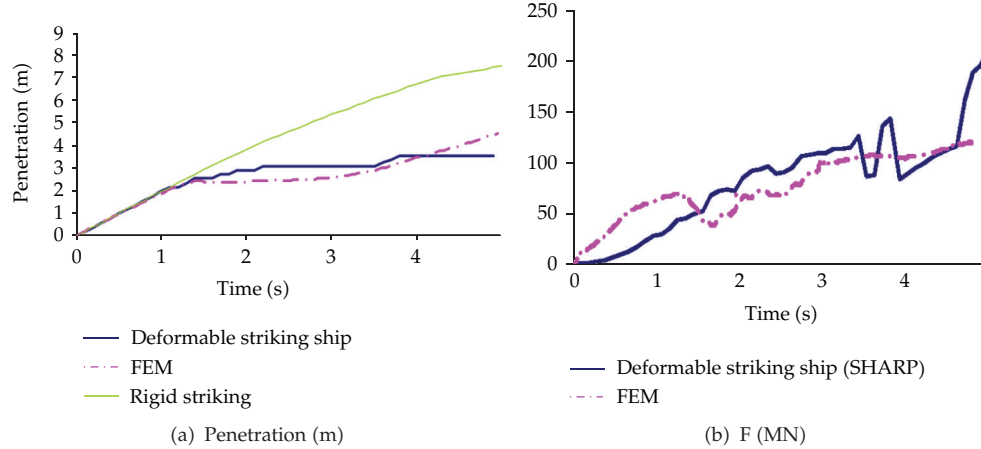 9
8
7
6
5
4
3
2
1
0
Penetration (m)
0 1 2 3 4
Time (s)
Deformable striking ship
FEM
Rigid striking
(a) Penetration (m)
250
200
150
100
50
0
0 1 2 3 4
Time (s)
Deformable striking ship (SHARP)
FEM
(b) F (MN)